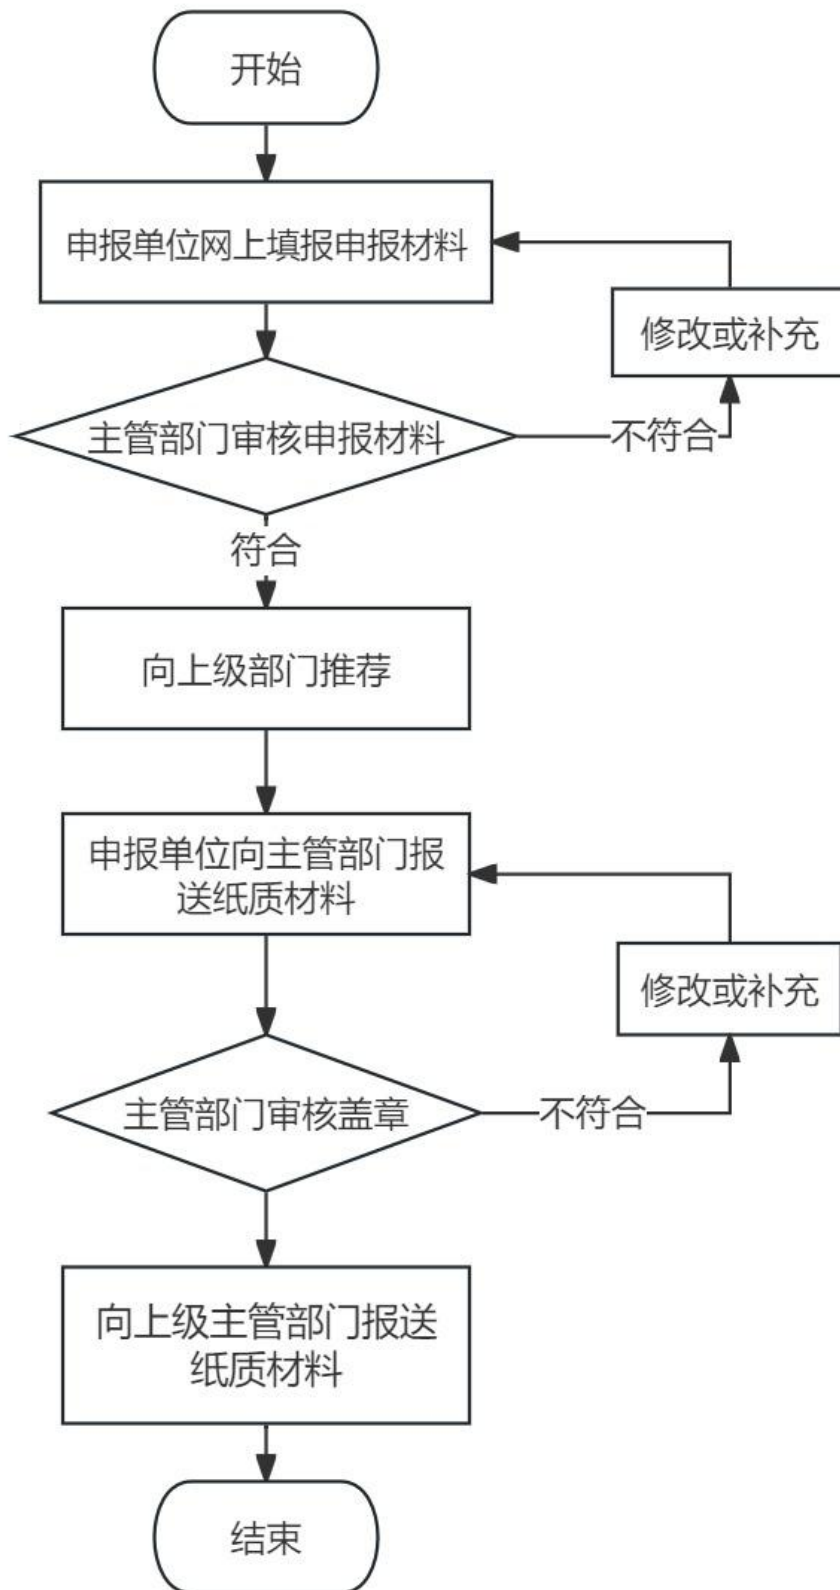 开始
申报单位网上填报申报材料
修改或补充
主管部门审核申报材料
不符合
符合
向上级部门推荐
申报单位向主管部门报
送纸质材料
修改或补充
主管部门审核盖章
不符合
向上级主管部门报送
纸质材料
结束